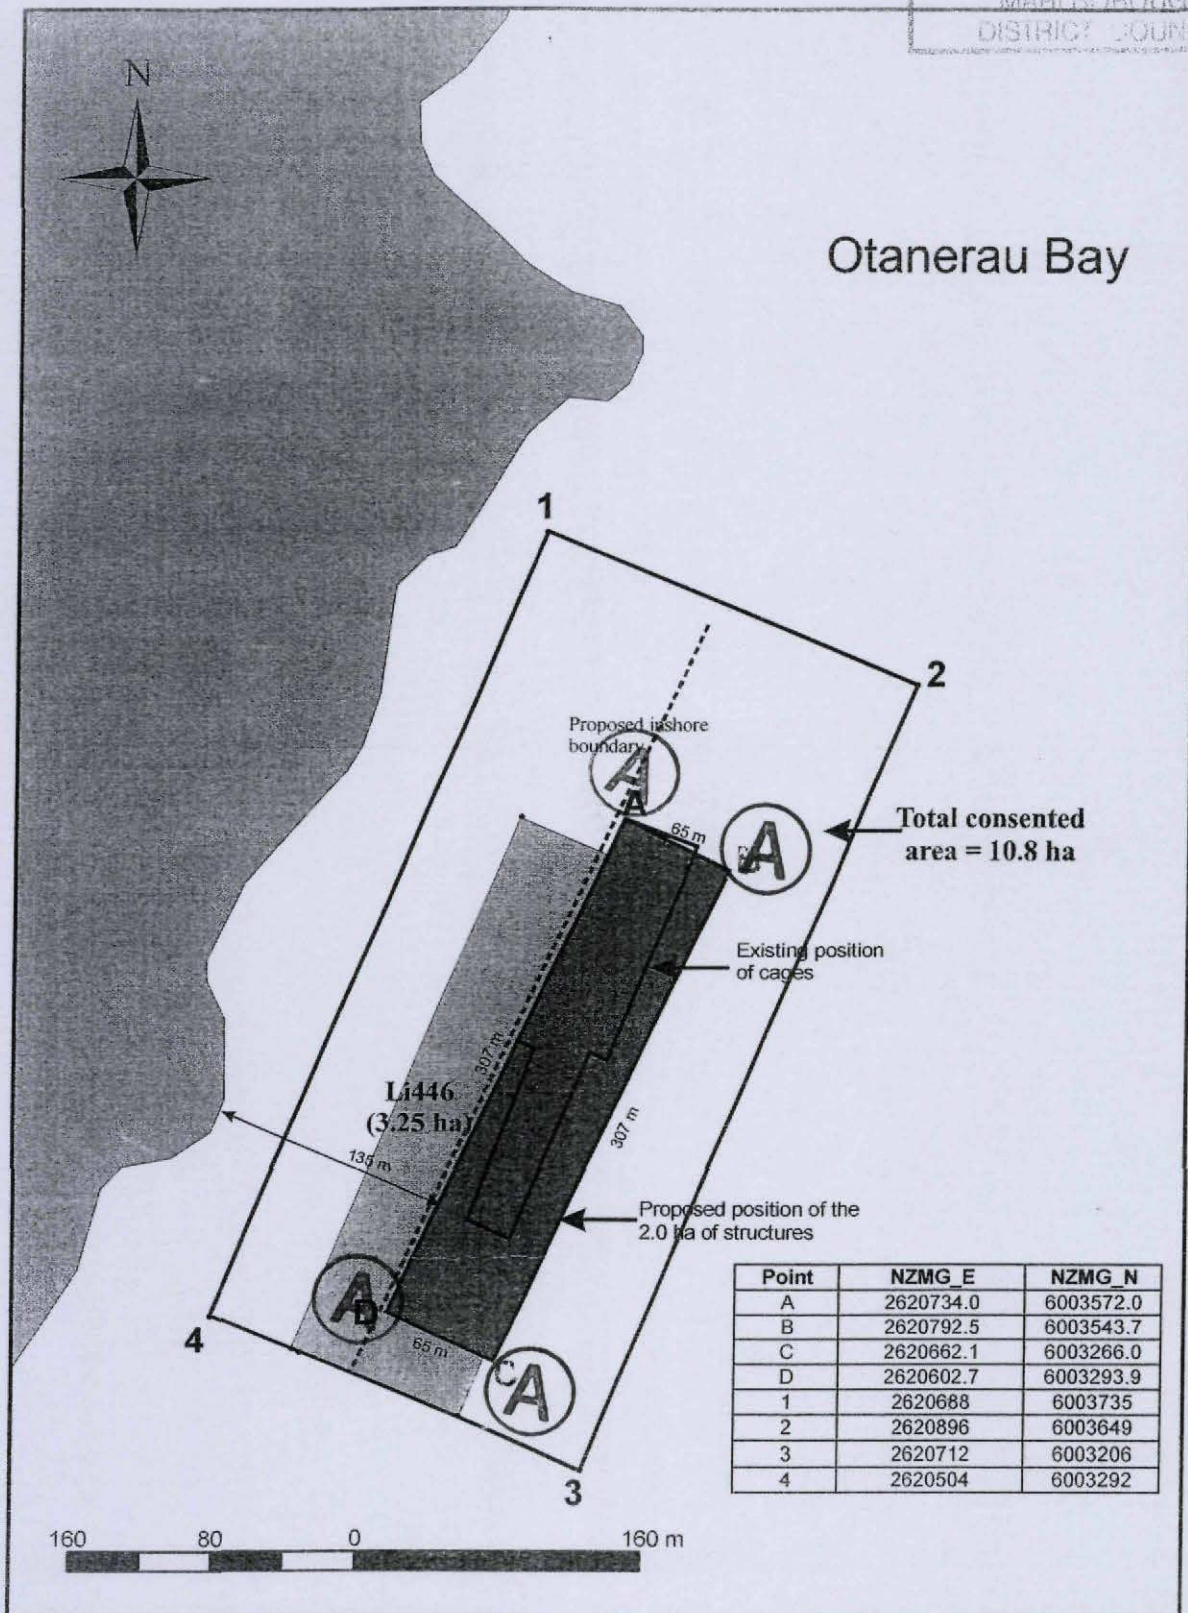 DISTRICT COUN
N
Otanerau Bay
1
2
Proposed inshore
boundary
A
A
65 m
A
B
Total consented
area = 10.8 ha
Existing position
of cages
307 m
Li446
(3.25 ha)
307 m
135 m
Proposed position of the
2.0 ha of structures
A
D
4
65 m
C
A
3
Point NZMG_E NZMG_N
A 2620734.0 6003572.0
B 2620792.5 6003543.7
C 2620662.1 6003266.0
D 2620602.7 6003293.9
1 2620688 6003735
2 2620896 6003649
3 2620712 6003206
4 2620504 6003292
160 80 0 160 m